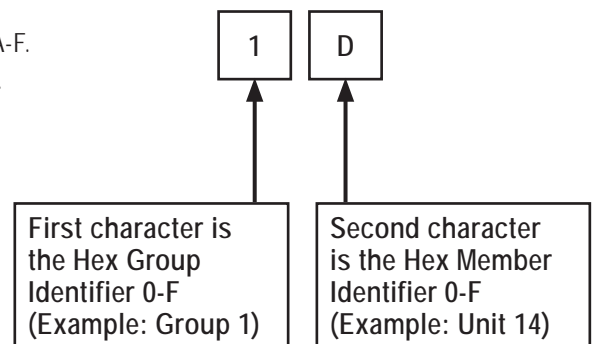 A-F.
1 D
First character is
the Hex Group
Identifier 0-F
(Example: Group 1)
Second character
is the Hex Member
Identifier 0-F
(Example: Unit 14)